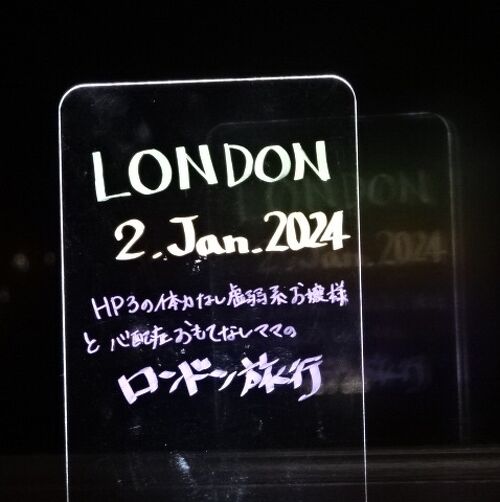 LONDON
2. Jan. 2024
HP3の体力なし虚弱系お嬢様
と心配症おもてなしママの
ロンドン旅行